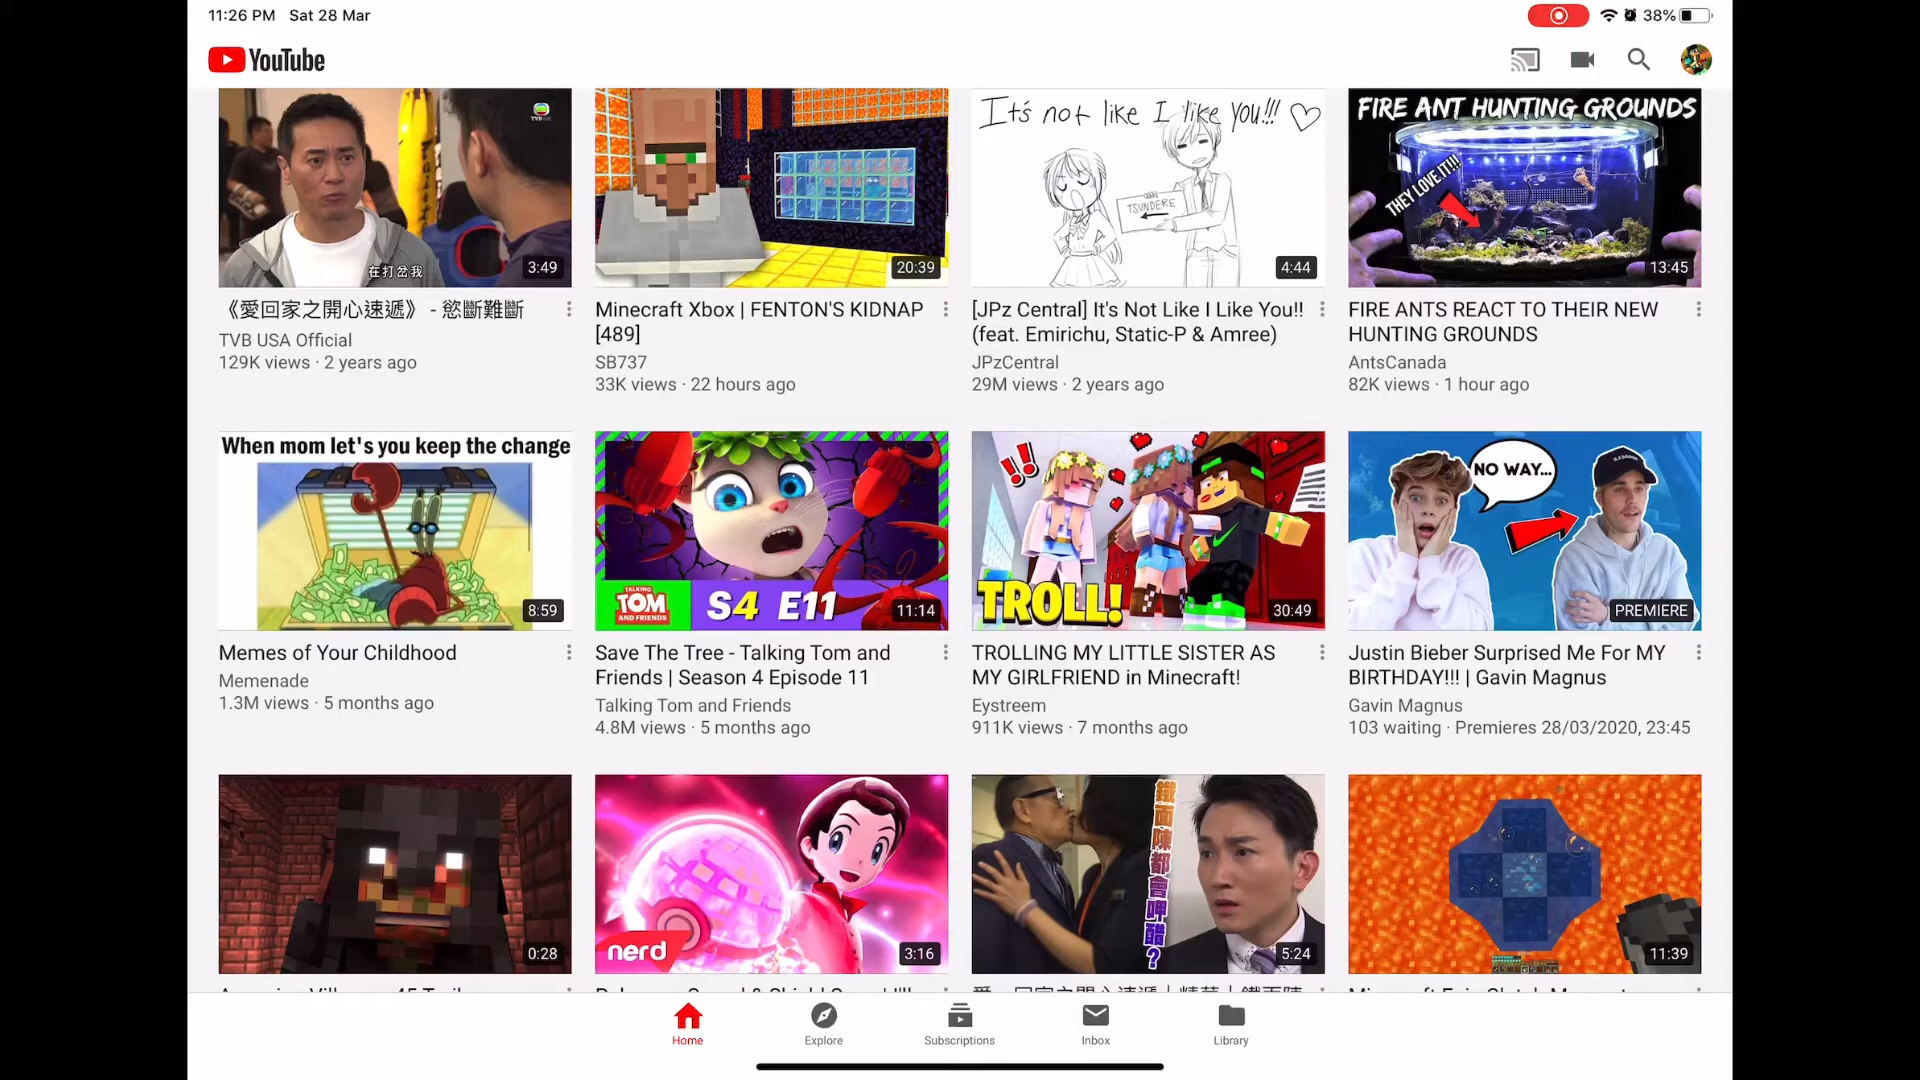 11:26 PM Sat 28 Mar
38%
YouTube
TVB
在打岔我
3:49
20:39
It's not like I like you!!! ♡
TSUNDERE
4:44
FIRE ANT HUNTING GROUNDS
THEY LOVE IT!!!
13:45
《愛回家之開心速遞》 - 慾斷難斷
TVB USA Official
129K views · 2 years ago
Minecraft Xbox | FENTON'S KIDNAP
[489]
SB737
33K views · 22 hours ago
[JPz Central] It's Not Like I Like You!!
(feat. Emirichu, Static-P & Amree)
JPzCentral
29M views · 2 years ago
FIRE ANTS REACT TO THEIR NEW
HUNTING GROUNDS
AntsCanada
82K views · 1 hour ago
When mom let's you keep the change
8:59
TALKING
TOM
AND FRIENDS
S4 E11
11:14
!!
TROLL!
30:49
NO WAY...
PREMIERE
Memes of Your Childhood
Memenade
1.3M views · 5 months ago
Save The Tree - Talking Tom and
Friends | Season 4 Episode 11
Talking Tom and Friends
4.8M views · 5 months ago
TROLLING MY LITTLE SISTER AS
MY GIRLFRIEND in Minecraft!
Eystreem
911K views · 7 months ago
Justin Bieber Surprised Me For MY
BIRTHDAY!!! | Gavin Magnus
Gavin Magnus
103 waiting · Premieres 28/03/2020, 23:45
0:28
nerd
3:16
鐵面陳都會呷醋?
5:24
11:39
Home
Explore
Subscriptions
Inbox
Library